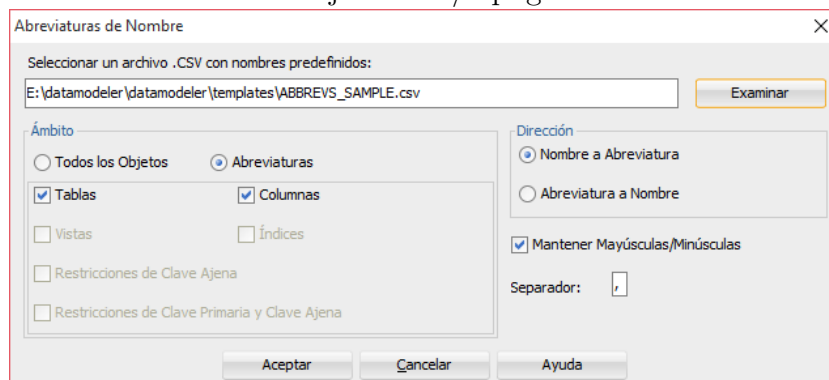 Abreviaturas de Nombre
Seleccionar un archivo .CSV con nombres predefinidos:
E:\datamodeler\datamodeler\templates\ABBREVS_SAMPLE.csv
Examinar
Ámbito
Todos los Objetos
Abreviaturas
Tablas
Columnas
Vistas
Índices
Restricciones de Clave Ajena
Restricciones de Clave Primaria y Clave Ajena
Dirección
Nombre a Abreviatura
Abreviatura a Nombre
Mantener Mayúsculas/Minúsculas
Separador: ,
Aceptar
Cancelar
Ayuda